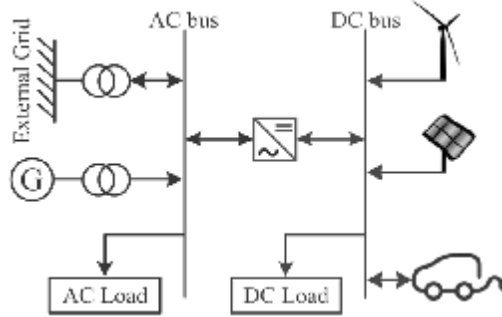 AC bus
DC bus
External Grid
G
AC Load
DC Load